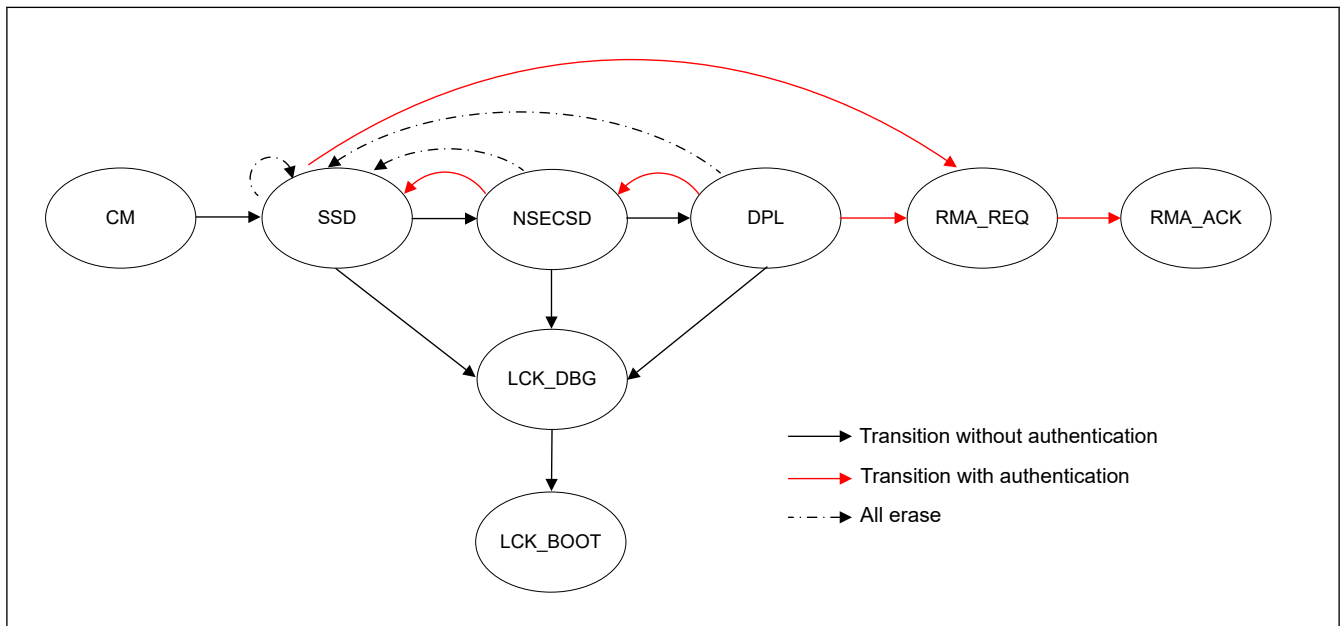 CM
SSD
NSECSD
DPL
RMA_REQ
RMA_ACK
LCK_DBG
LCK_BOOT
Transition without authentication
Transition with authentication
All erase